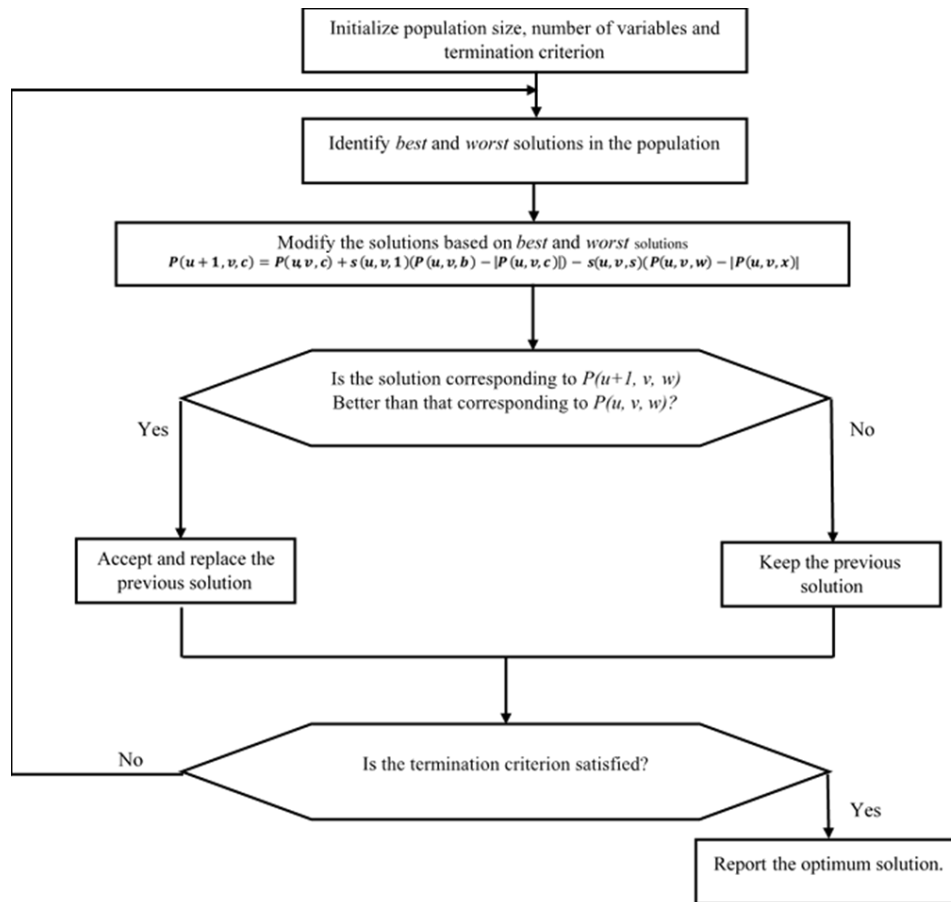 Initialize population size, number of variables and
termination criterion
Identify best and worst solutions in the population
Modify the solutions based on best and worst solutions
P(u + 1, v, c) = P(u, v, c) + s(u, v, 1)(P(u, v, b) − |P(u, v, c)|) − s(u, v, s)(P(u, v, w) − |P(u, v, x)|
Is the solution corresponding to P(u+1, v, w)
Better than that corresponding to P(u, v, w)?
Yes
No
Accept and replace the
previous solution
Keep the previous
solution
Is the termination criterion satisfied?
No
Yes
Report the optimum solution.